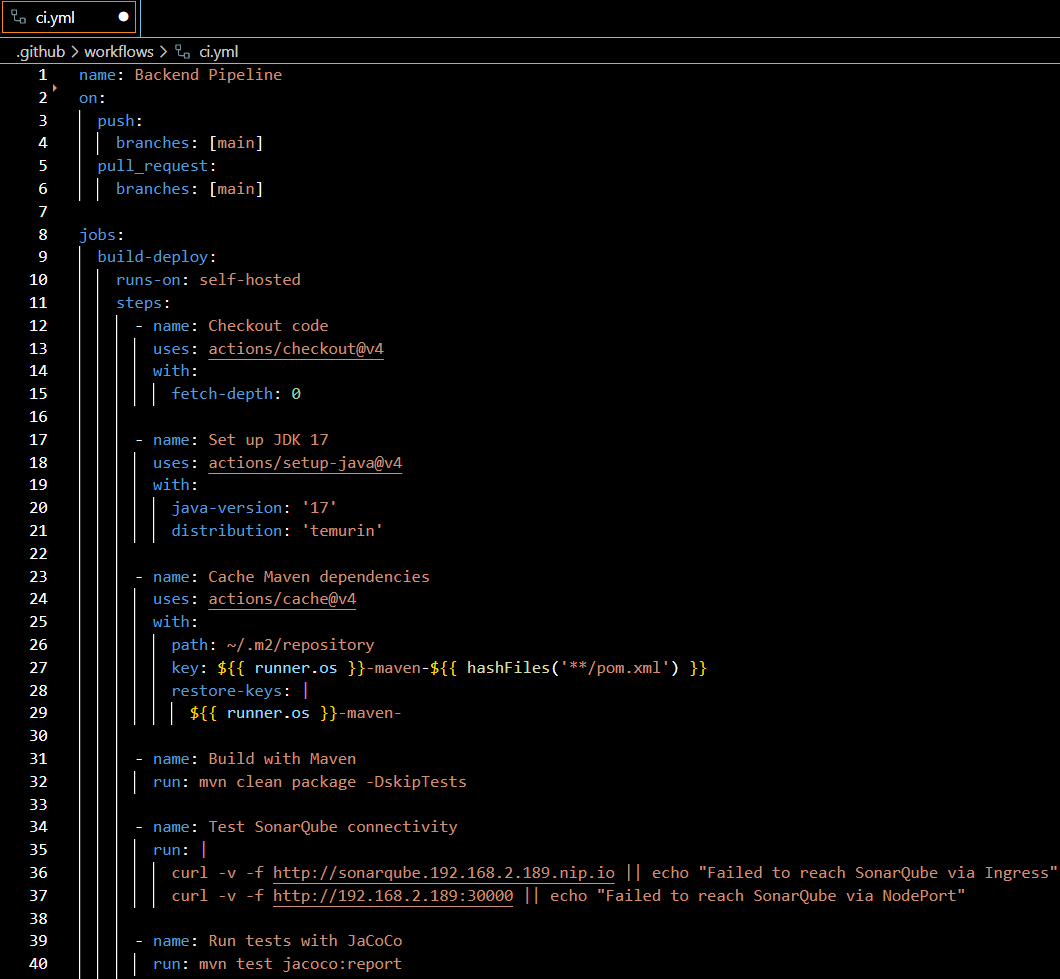 ci.yml
.github > workflows > ci.yml
1 name: Backend Pipeline
2 on:
3   push:
4     branches: [main]
5   pull_request:
6     branches: [main]
7
8 jobs:
9   build-deploy:
10     runs-on: self-hosted
11     steps:
12       - name: Checkout code
13         uses: actions/checkout@v4
14         with:
15           fetch-depth: 0
16
17       - name: Set up JDK 17
18         uses: actions/setup-java@v4
19         with:
20           java-version: '17'
21           distribution: 'temurin'
22
23       - name: Cache Maven dependencies
24         uses: actions/cache@v4
25         with:
26           path: ~/.m2/repository
27           key: ${{ runner.os }}-maven-${{ hashFiles('**/pom.xml') }}
28           restore-keys: |
29             ${{ runner.os }}-maven-
30
31       - name: Build with Maven
32         run: mvn clean package -DskipTests
33
34       - name: Test SonarQube connectivity
35         run: |
36           curl -v -f http://sonarqube.192.168.2.189.nip.io || echo "Failed to reach SonarQube via Ingress"
37           curl -v -f http://192.168.2.189:30000 || echo "Failed to reach SonarQube via NodePort"
38
39       - name: Run tests with JaCoCo
40         run: mvn test jacoco:report